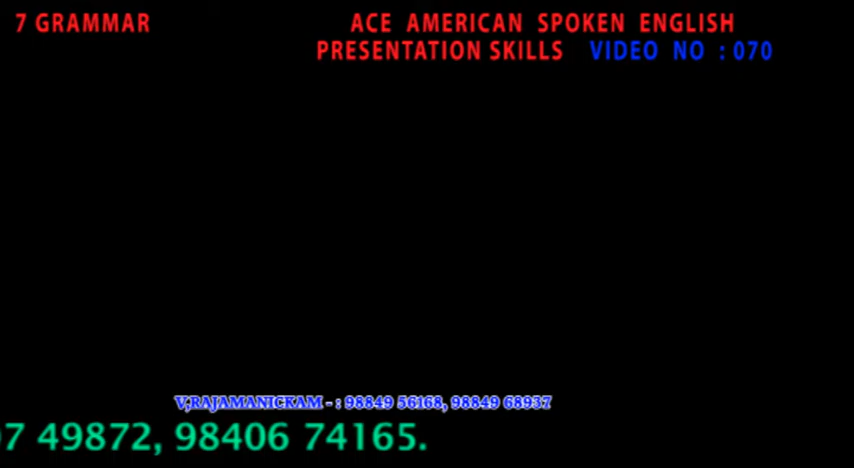 7 GRAMMAR
ACE AMERICAN SPOKEN ENGLISH
PRESENTATION SKILLS VIDEO NO : 070
V,RAJAMANICKAM - : 98849 56168, 98849 68937
7 49872, 98406 74165.